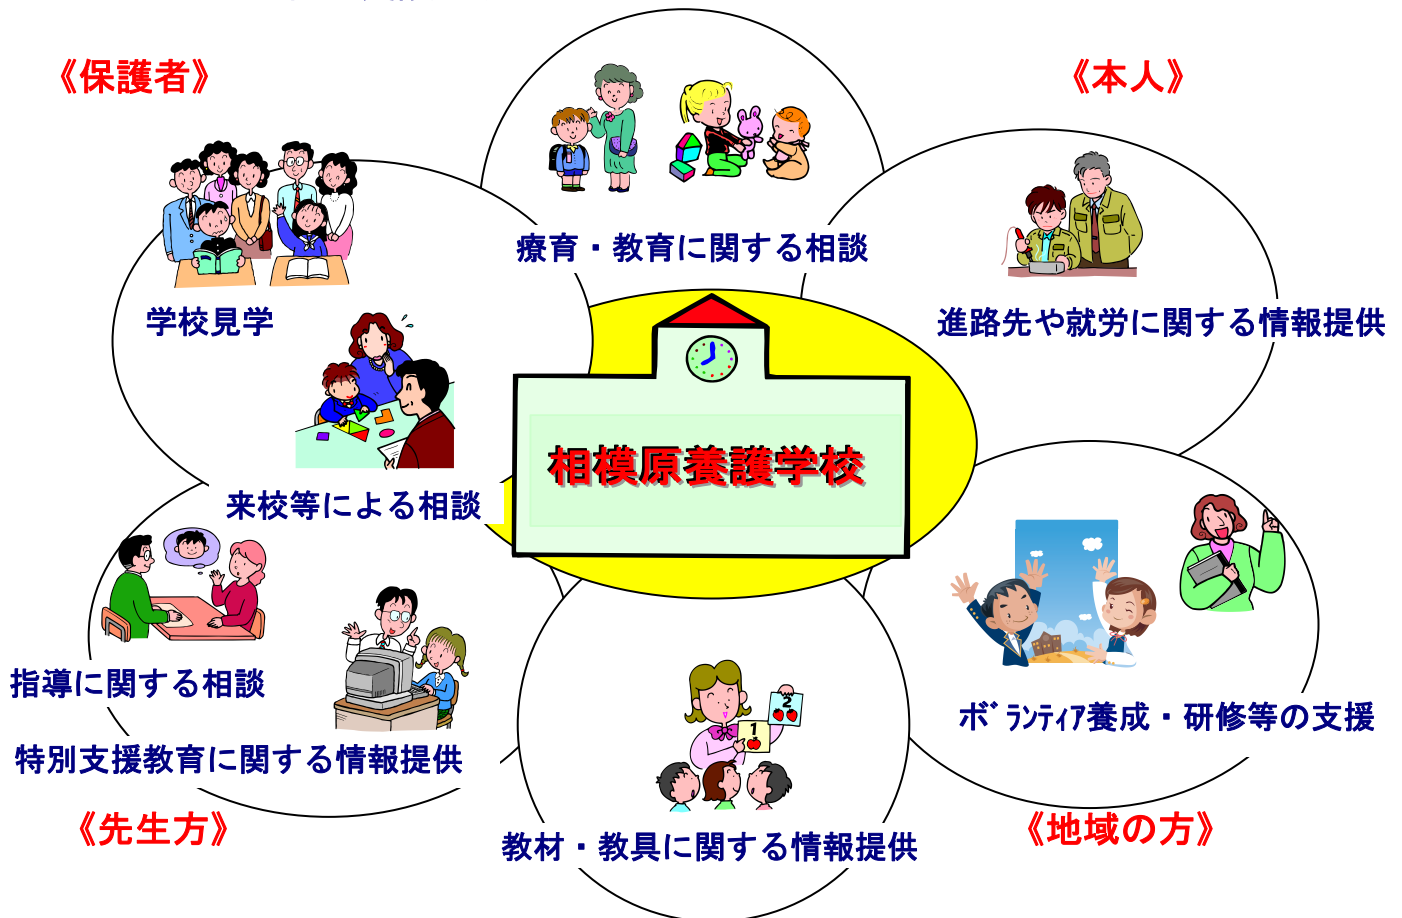 《保護者》
《本人》
療育・教育に関する相談
学校見学
進路先や就労に関する情報提供
相模原養護学校
来校等による相談
指導に関する相談
ボランティア養成・研修等の支援
特別支援教育に関する情報提供
1
2
《先生方》
《地域の方》
教材・教具に関する情報提供